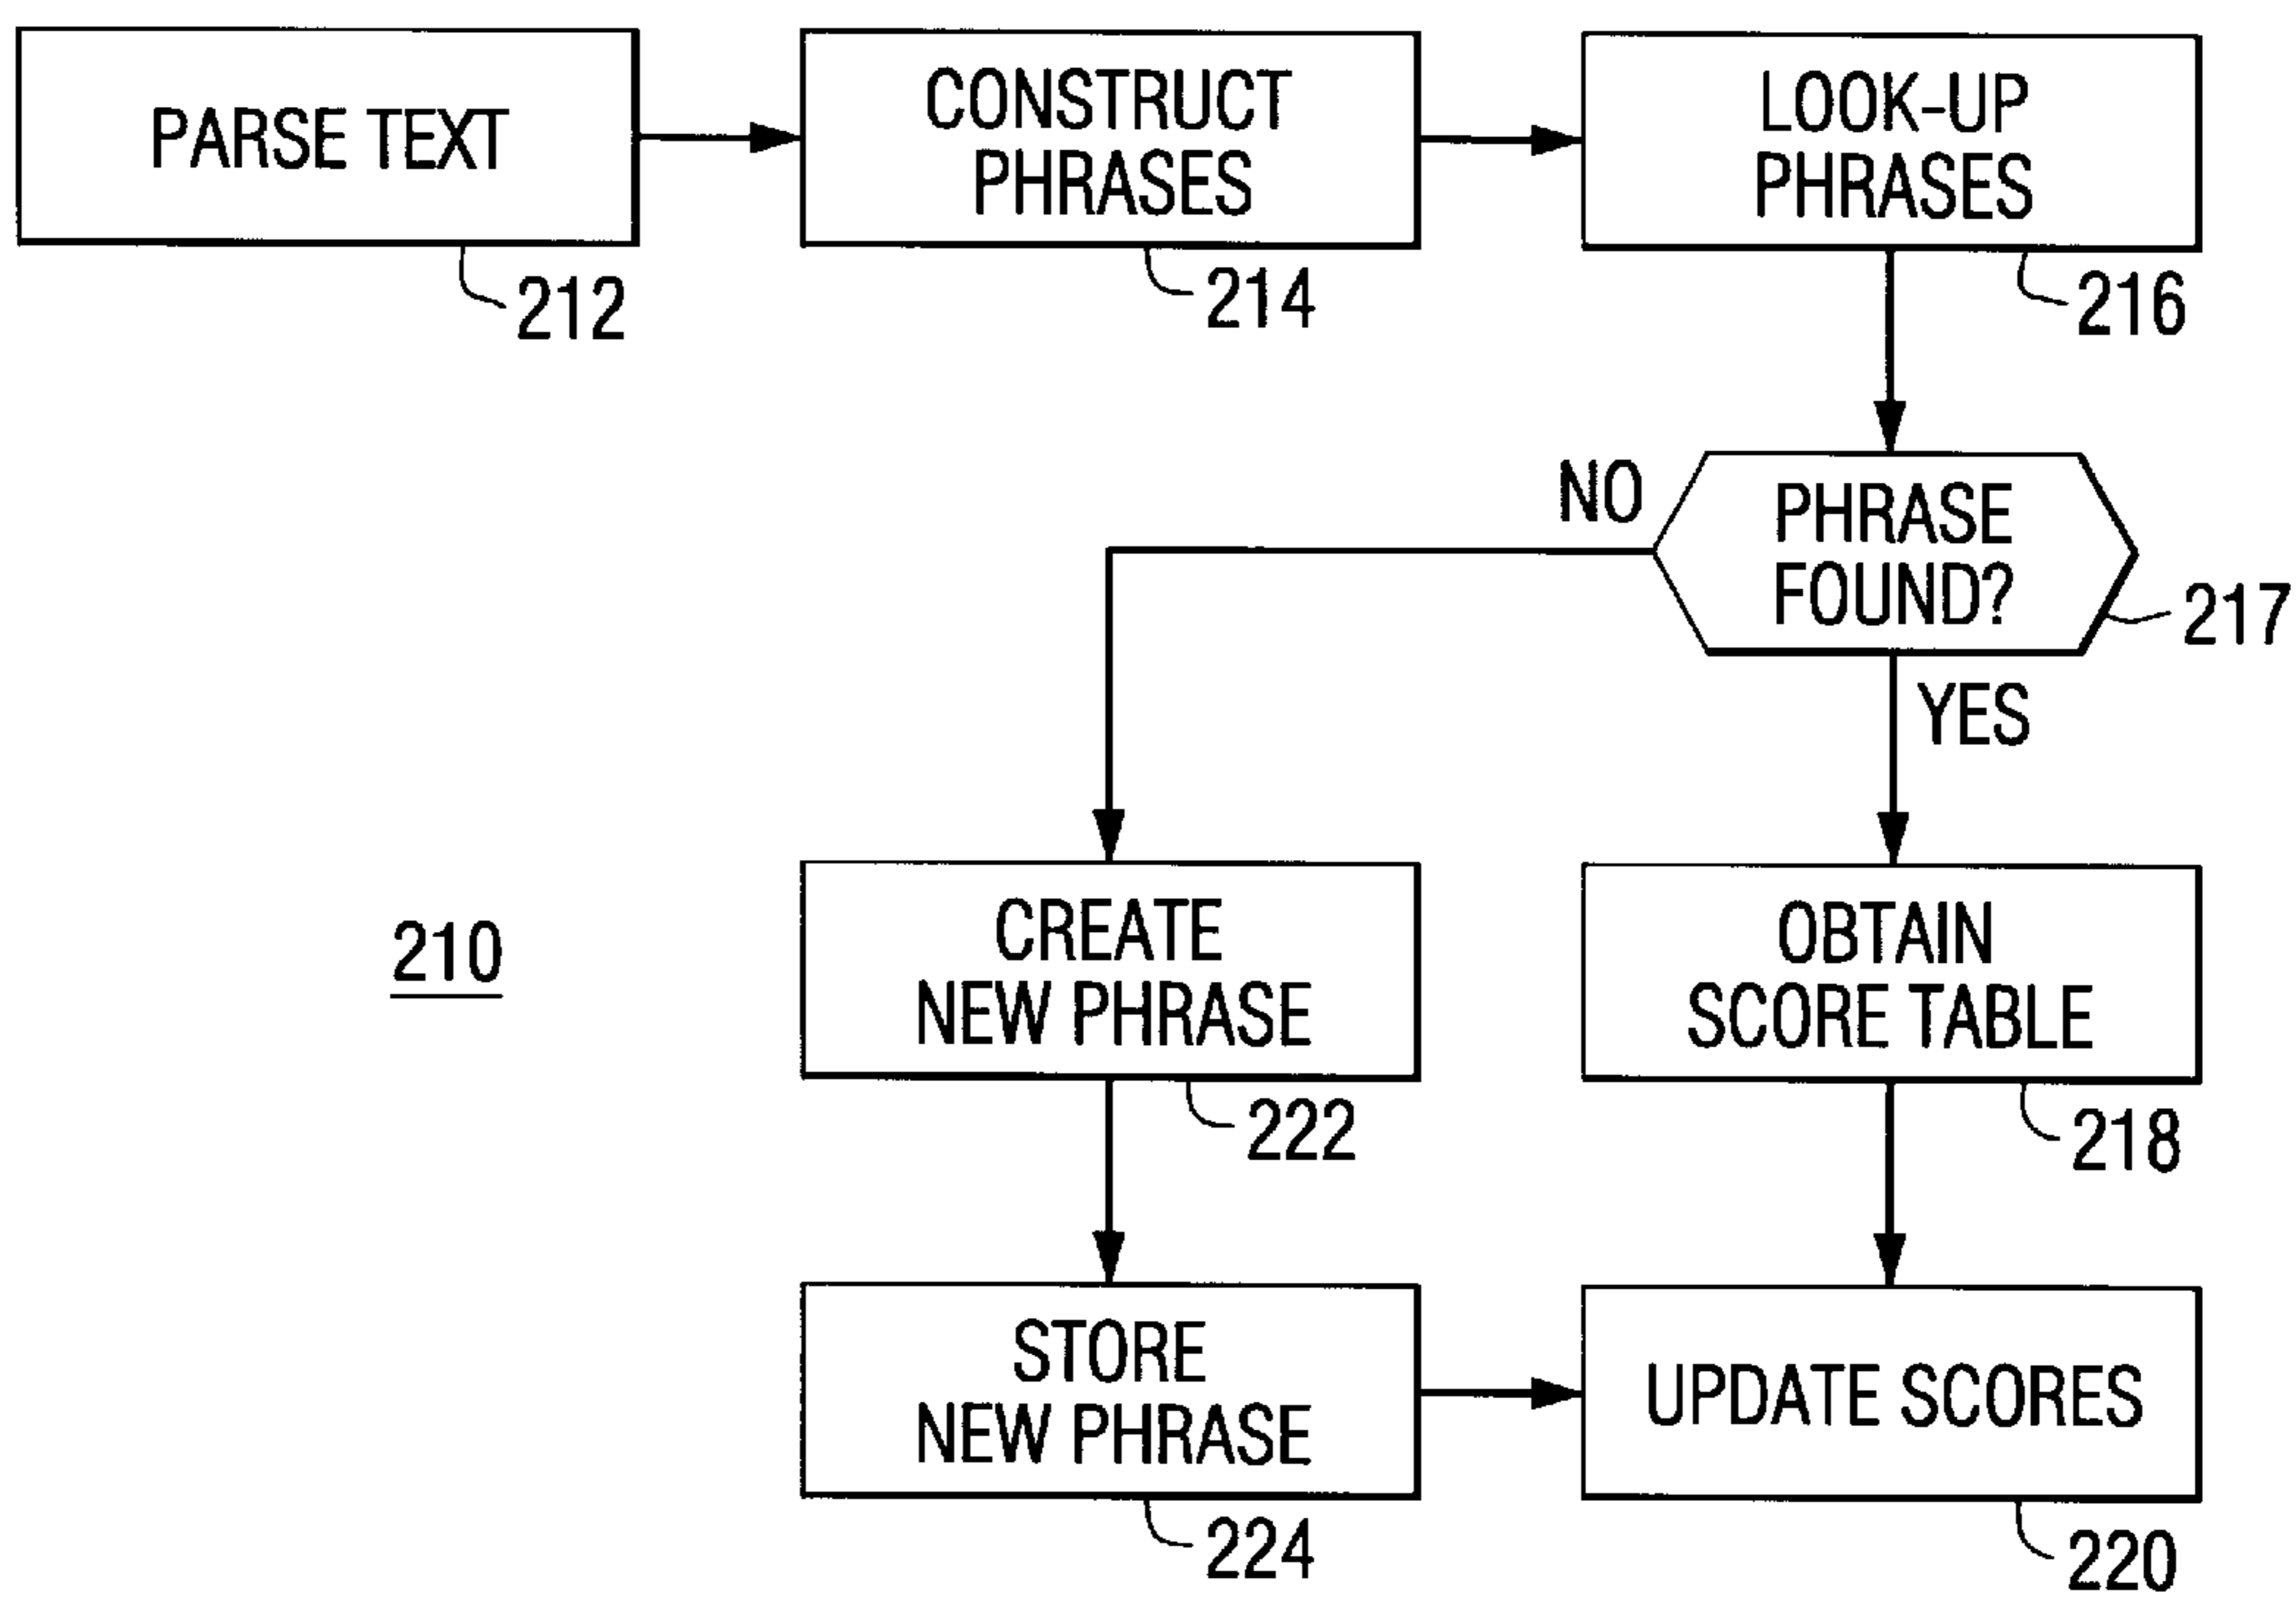 PARSE TEXT
212
CONSTRUCT
PHRASES
214
LOOK-UP
PHRASES
216
NO
PHRASE
FOUND?
217
YES
210
CREATE
NEW PHRASE
222
OBTAIN
SCORE TABLE
218
STORE
NEW PHRASE
224
UPDATE SCORES
220